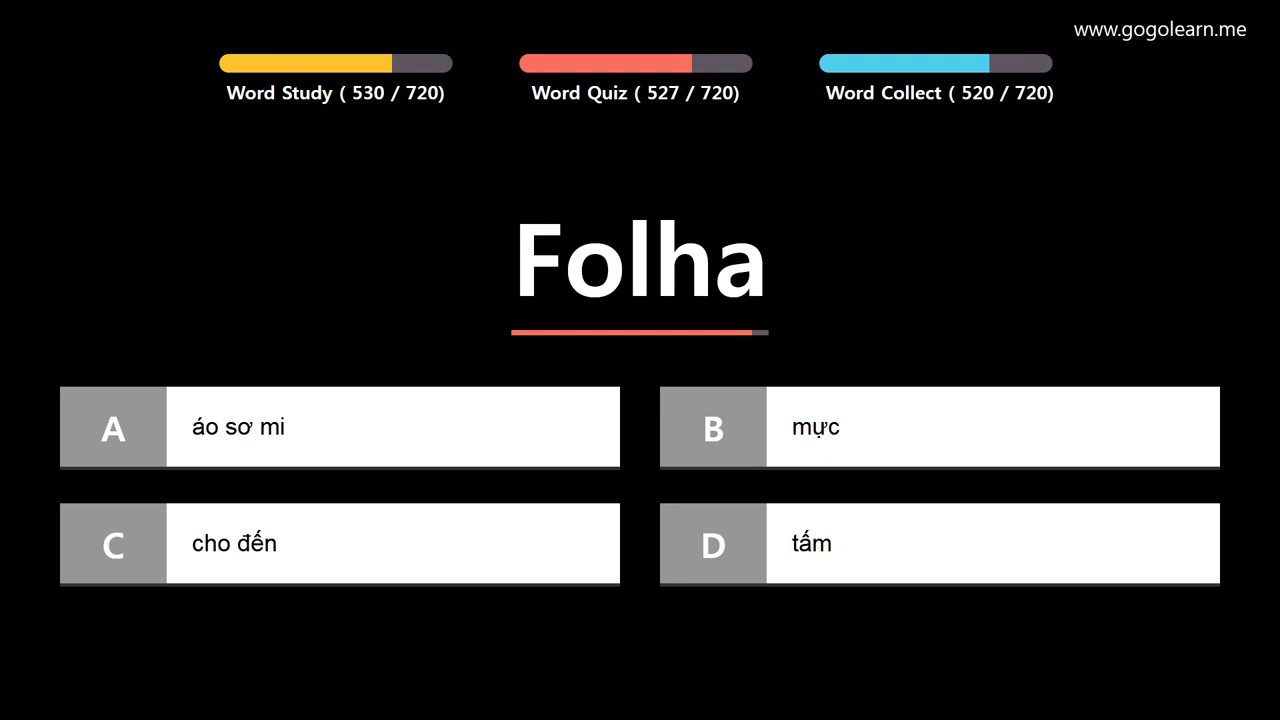 www.gogolearn.me
Word Study ( 530 / 720)
Word Quiz ( 527 / 720)
Word Collect ( 520 / 720)
Folha
A áo sơ mi
B mực
C cho đến
D tấm